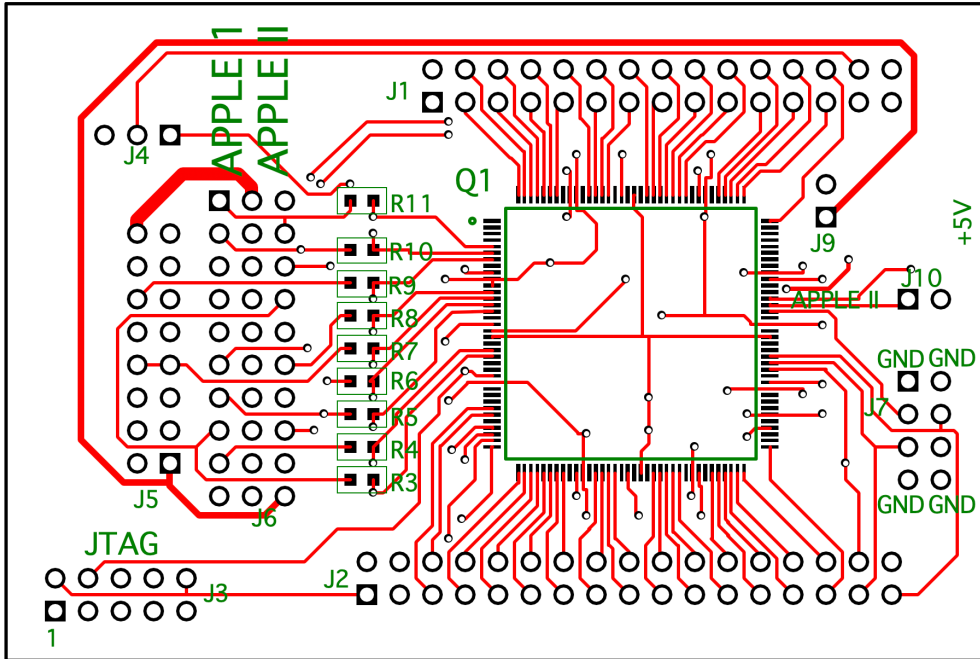 APPLE 1
APPLE II
J1
J4
Q1
R11
J9
+5V
R10
R9
J10
APPLE II
R8
R7
GND GND
R6
J7
R5
R4
J5
R3
GND GND
J6
JTAG
J2
J3
1